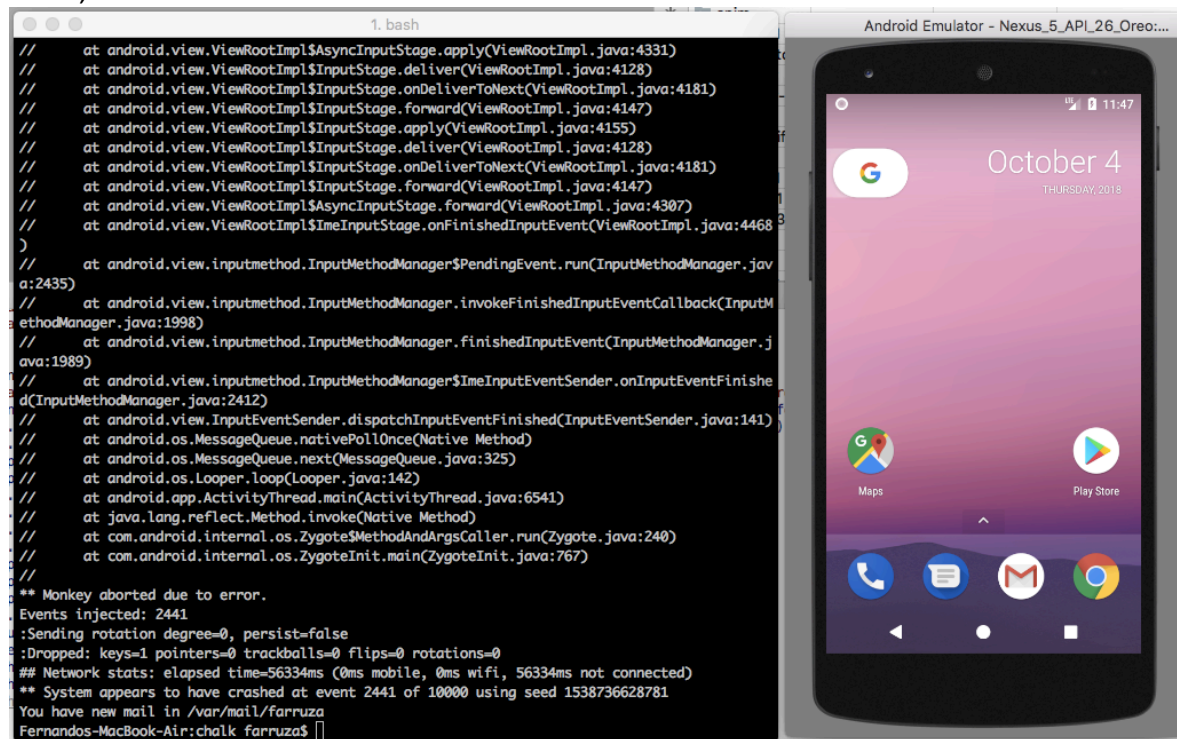 1. bash
// at android.view.ViewRootImpl$AsyncInputStage.apply(ViewRootImpl.java:4331)
// at android.view.ViewRootImpl$InputStage.deliver(ViewRootImpl.java:4128)
// at android.view.ViewRootImpl$InputStage.onDeliverToNext(ViewRootImpl.java:4181)
// at android.view.ViewRootImpl$InputStage.forward(ViewRootImpl.java:4147)
// at android.view.ViewRootImpl$InputStage.apply(ViewRootImpl.java:4155)
// at android.view.ViewRootImpl$InputStage.deliver(ViewRootImpl.java:4128)
// at android.view.ViewRootImpl$InputStage.onDeliverToNext(ViewRootImpl.java:4181)
// at android.view.ViewRootImpl$InputStage.forward(ViewRootImpl.java:4147)
// at android.view.ViewRootImpl$AsyncInputStage.forward(ViewRootImpl.java:4307)
// at android.view.ViewRootImpl$ImeInputStage.onFinishedInputEvent(ViewRootImpl.java:4468
)
// at android.view.inputmethod.InputMethodManager$PendingEvent.run(InputMethodManager.jav
a:2435)
// at android.view.inputmethod.InputMethodManager.invokeFinishedInputEventCallback(InputM
ethodManager.java:1998)
// at android.view.inputmethod.InputMethodManager.finishedInputEvent(InputMethodManager.j
ava:1989)
// at android.view.inputmethod.InputMethodManager$ImeInputEventSender.onInputEventFinishe
d(InputMethodManager.java:2412)
// at android.view.InputEventSender.dispatchInputEventFinished(InputEventSender.java:141)
// at android.os.MessageQueue.nativePollOnce(Native Method)
// at android.os.MessageQueue.next(MessageQueue.java:325)
// at android.os.Looper.loop(Looper.java:142)
// at android.app.ActivityThread.main(ActivityThread.java:6541)
// at java.lang.reflect.Method.invoke(Native Method)
// at com.android.internal.os.Zygote$MethodAndArgsCaller.run(Zygote.java:240)
// at com.android.internal.os.ZygoteInit.main(ZygoteInit.java:767)
//
** Monkey aborted due to error.
Events injected: 2441
:Sending rotation degree=0, persist=false
:Dropped: keys=1 pointers=0 trackballs=0 flips=0 rotations=0
## Network stats: elapsed time=56334ms (0ms mobile, 0ms wifi, 56334ms not connected)
** System appears to have crashed at event 2441 of 10000 using seed 1538736628781
You have new mail in /var/mail/farruza
Fernandos-MacBook-Air:chalk farruza$
Android Emulator - Nexus_5_API_26_Oreo:...
LTE 11:47
G
October 4
THURSDAY, 2018
Maps
Play Store